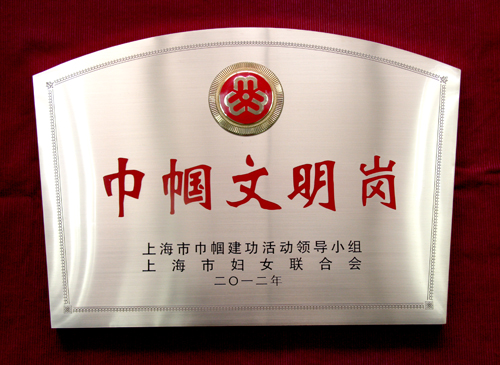 巾帼文明岗
上海市巾帼建功活动领导小组
上海市妇女联合会
二〇一二年